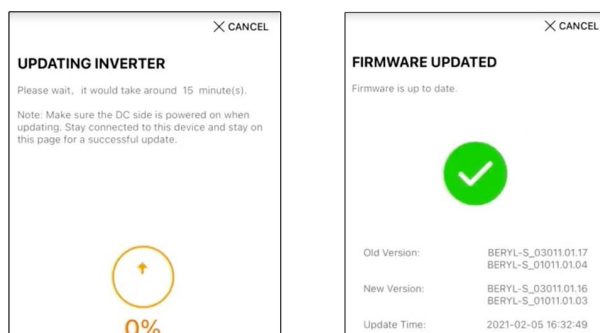 CANCEL
UPDATING INVERTER
Please wait, it would take around 15 minute(s).
Note: Make sure the DC side is powered on when
updating. Stay connected to this device and stay on
this page for a successful update.
0%
CANCEL
FIRMWARE UPDATED
Firmware is up to date.
Old Version: BERYL-S_03011.01.17
BERYL-S_01011.01.04
New Version: BERYL-S_03011.01.16
BERYL-S_01011.01.03
Update Time: 2021-02-05 16:32:49